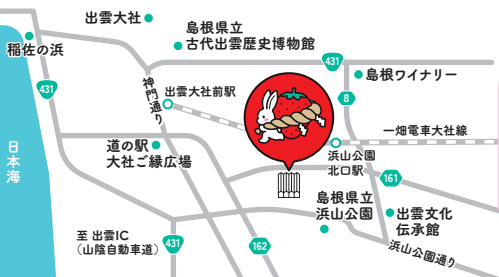 出雲大社
島根県立
古代出雲歴史博物館
稲佐の浜
431
島根ワイナリー
431
8
神門通り
出雲大社前駅
一畑電車大社線
日本海
道の駅
大社ご縁広場
浜山公園
北口駅
161
島根県立
浜山公園
出雲文化
伝承館
至 出雲IC
(山陰自動車道)
431
162
浜山公園通り